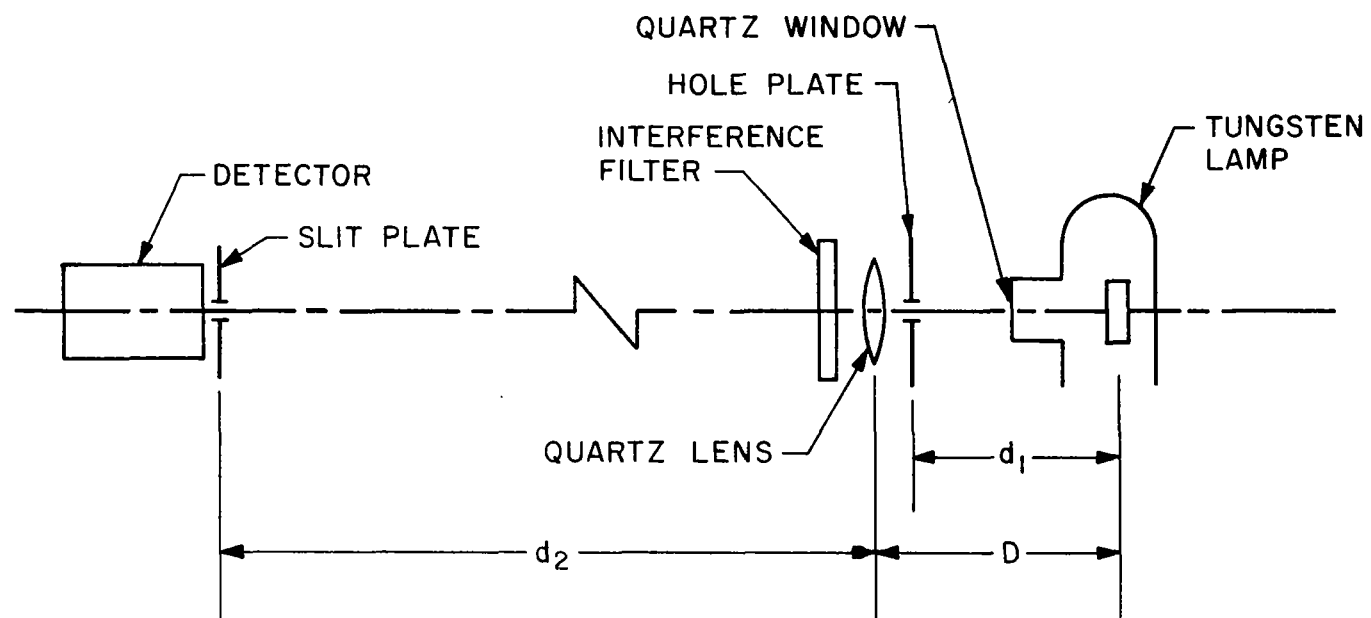 QUARTZ WINDOW
HOLE PLATE
INTERFERENCE
FILTER
TUNGSTEN
LAMP
DETECTOR
SLIT PLATE
QUARTZ LENS
d1
d2
D